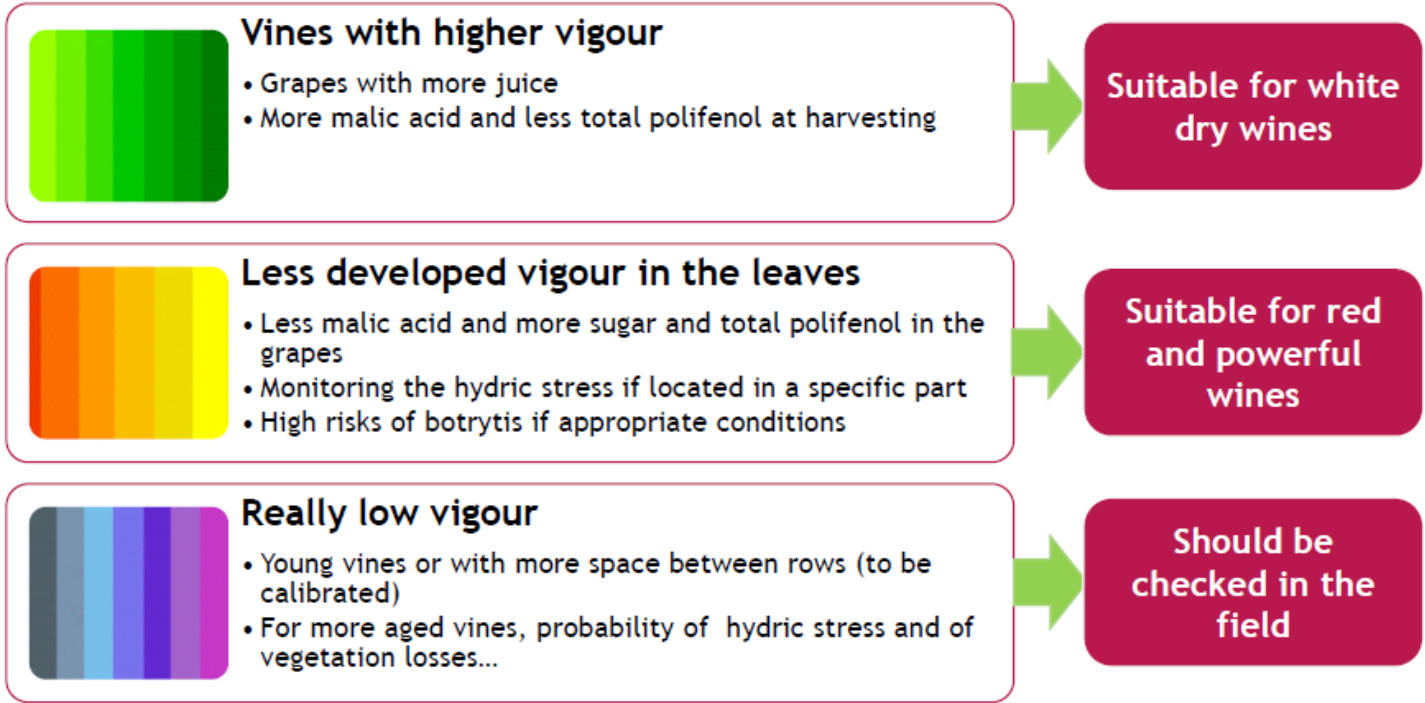 Vines with higher vigour
• Grapes with more juice
• More malic acid and less total polifenol at harvesting
Suitable for white
dry wines
Less developed vigour in the leaves
• Less malic acid and more sugar and total polifenol in the
grapes
• Monitoring the hydric stress if located in a specific part
• High risks of botrytis if appropriate conditions
Suitable for red
and powerful
wines
Really low vigour
• Young vines or with more space between rows (to be
calibrated)
• For more aged vines, probability of hydric stress and of
vegetation losses…
Should be
checked in the
field